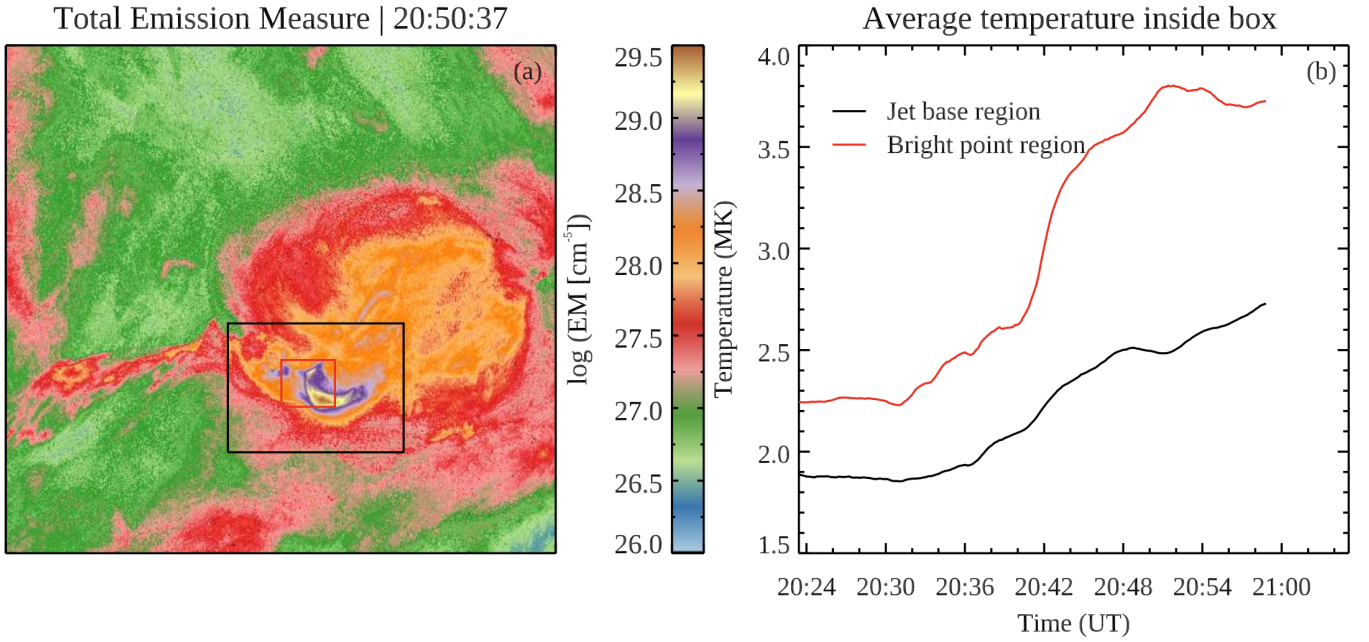 Total Emission Measure | 20:50:37
(a)
29.5
29.0
28.5
28.0
27.5
27.0
26.5
26.0
log (EM [cm⁻⁵])
Average temperature inside box
(b)
Jet base region
Bright point region
4.0
3.5
3.0
2.5
2.0
1.5
Temperature (MK)
20:24 20:30 20:36 20:42 20:48 20:54 21:00
Time (UT)